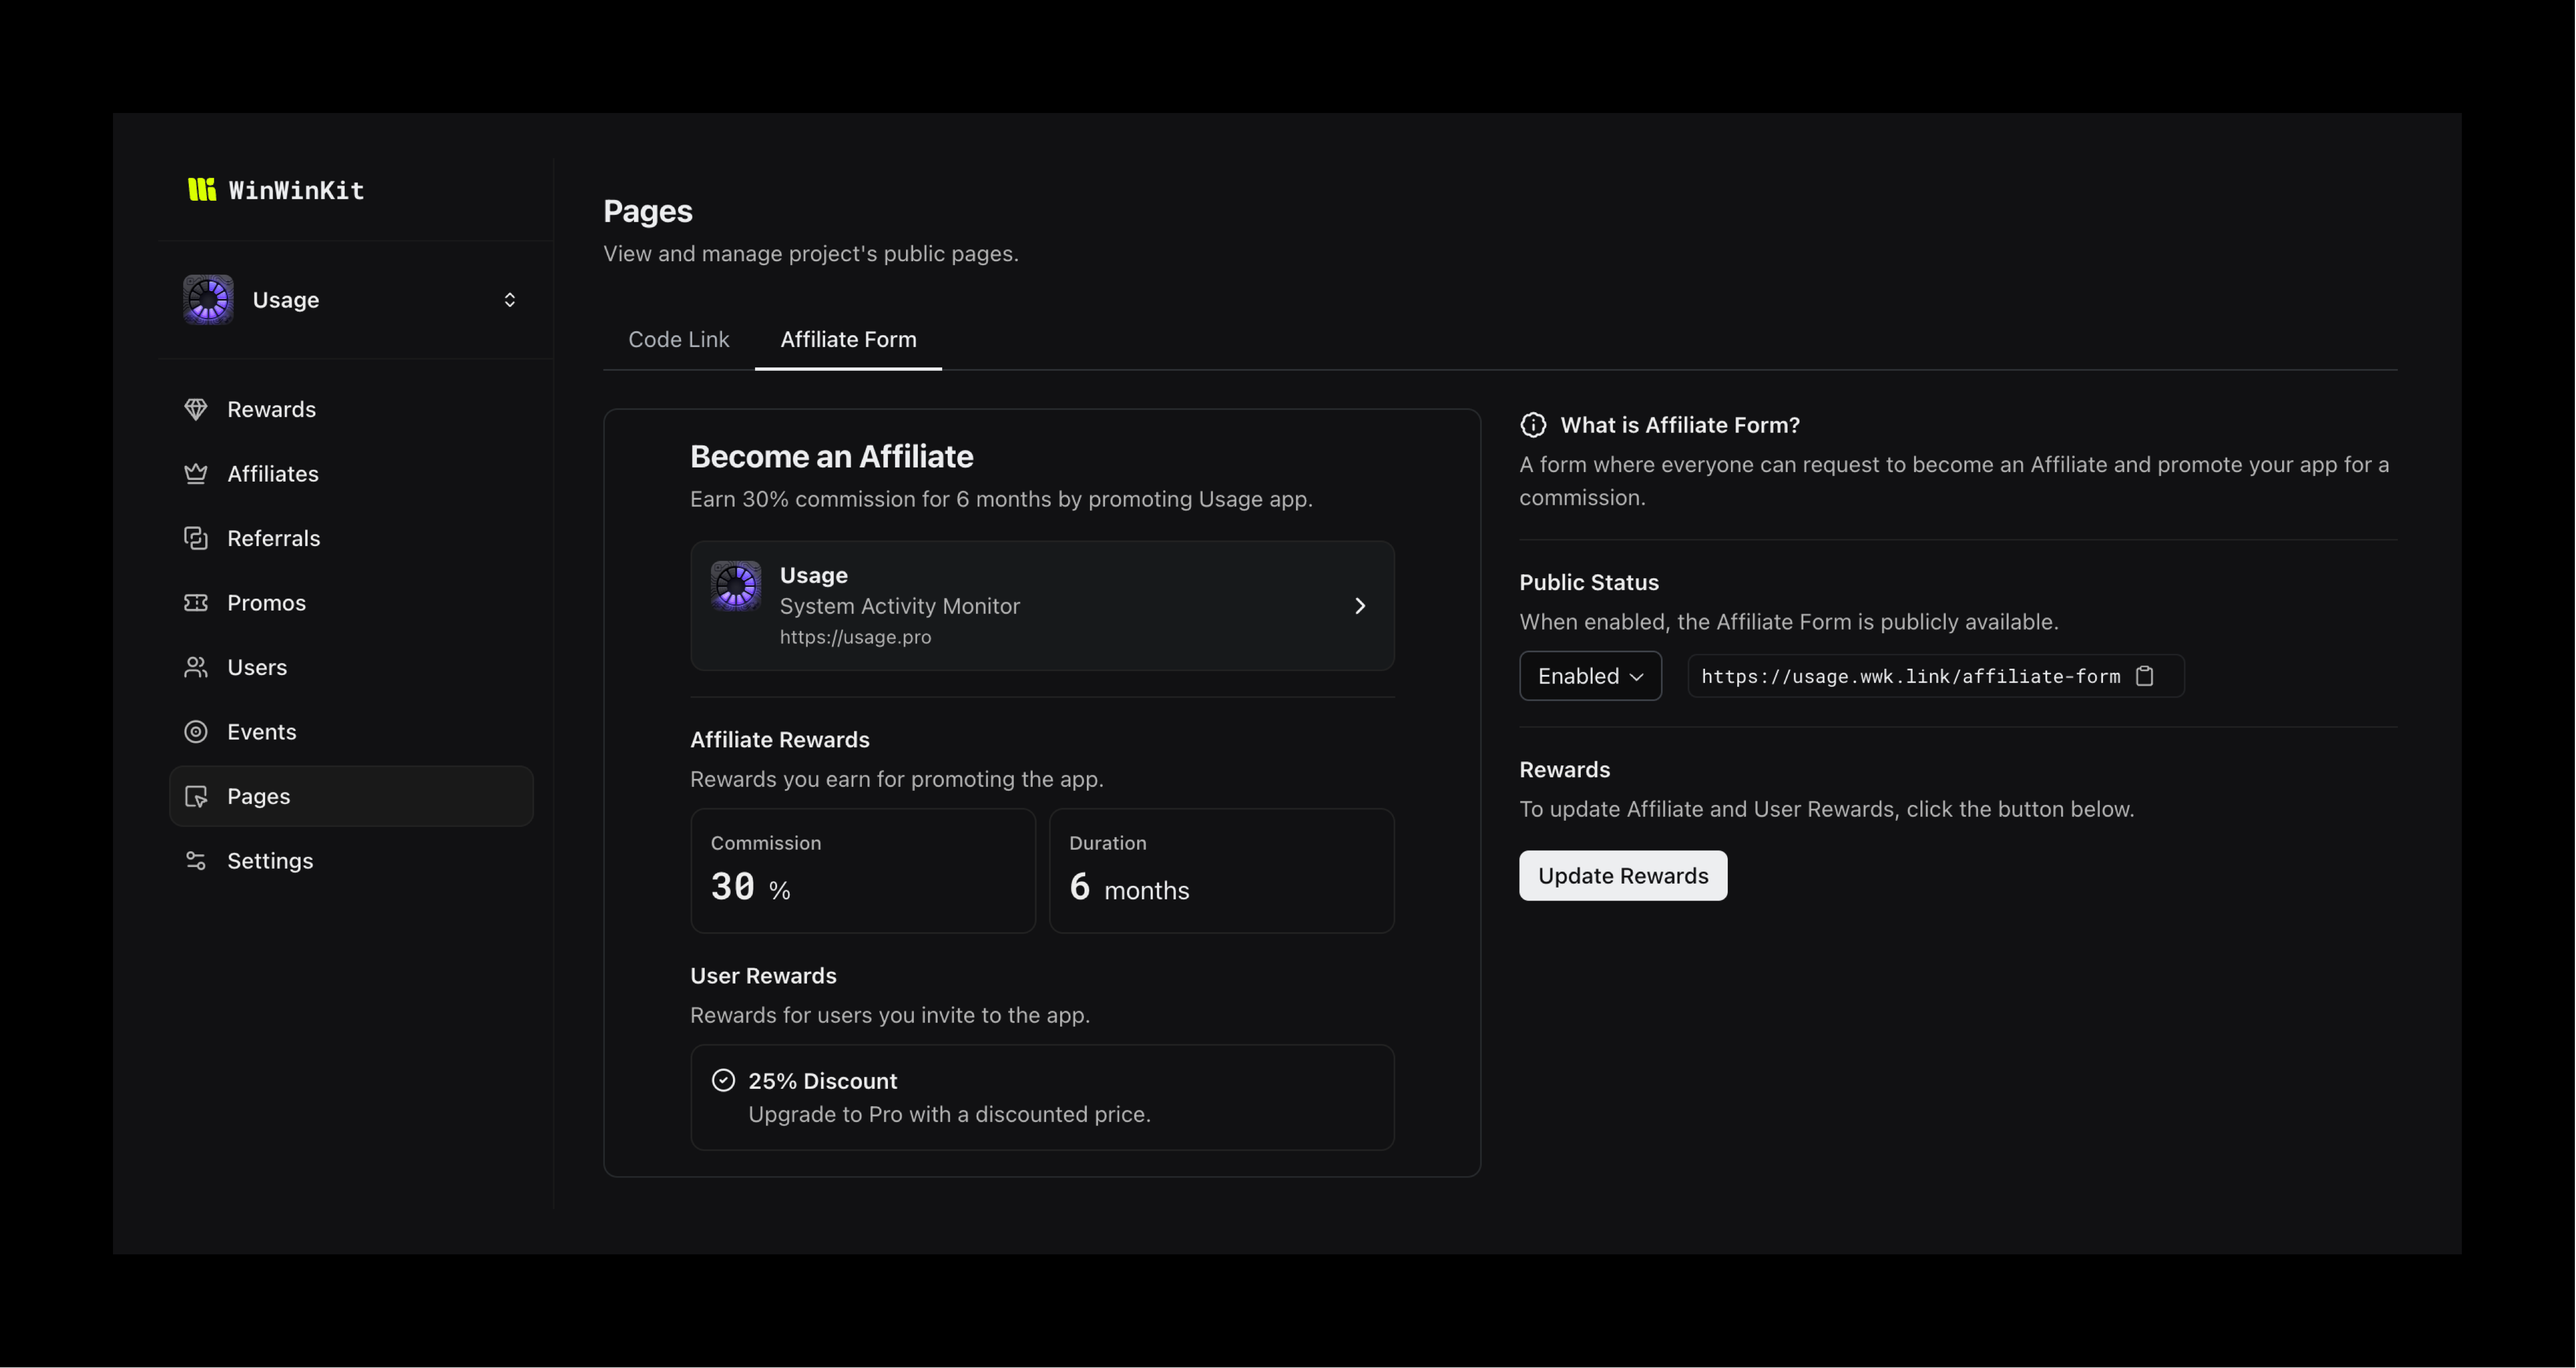 WinWinKit
Usage
Rewards
Affiliates
Referrals
Promos
Users
Events
Pages
Settings
Pages
View and manage project's public pages.
Code Link
Affiliate Form
Become an Affiliate
Earn 30% commission for 6 months by promoting Usage app.
Usage
System Activity Monitor
https://usage.pro
Affiliate Rewards
Rewards you earn for promoting the app.
Commission
30 %
Duration
6 months
User Rewards
Rewards for users you invite to the app.
25% Discount
Upgrade to Pro with a discounted price.
What is Affiliate Form?
A form where everyone can request to become an Affiliate and promote your app for a
commission.
Public Status
When enabled, the Affiliate Form is publicly available.
Enabled
https://usage.wwk.link/affiliate-form
Rewards
To update Affiliate and User Rewards, click the button below.
Update Rewards